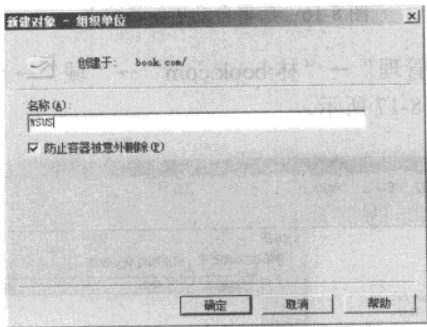 新建对象 - 组织单位
创建于: book.com/
名称(A):
WSUS
防止容器被意外删除(P)
确定 取消 帮助